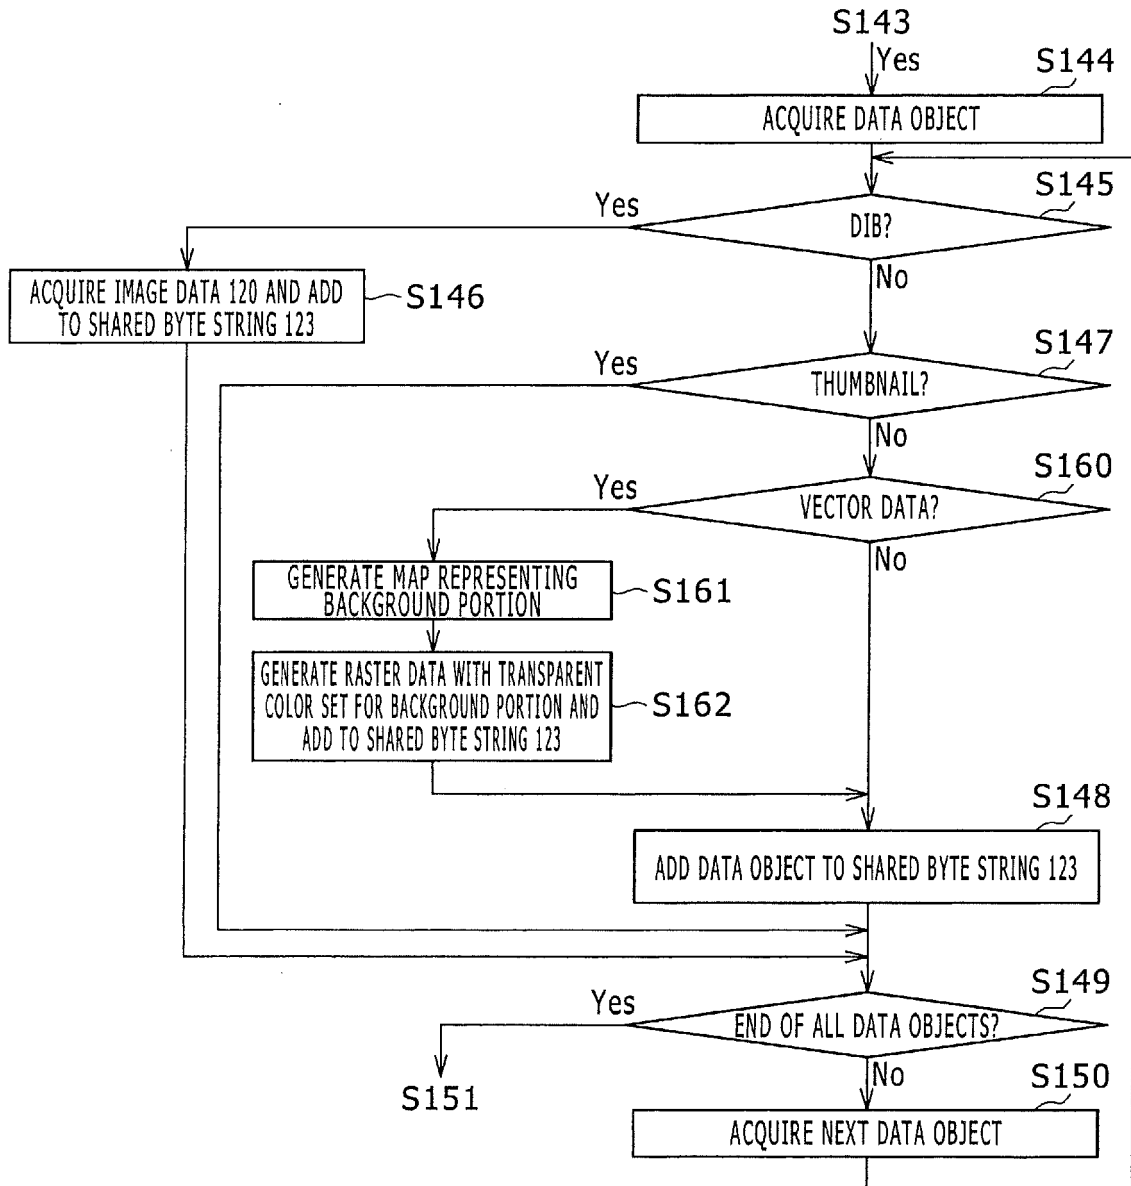 S143
Yes
S144
ACQUIRE DATA OBJECT
S145
Yes
DIB?
No
ACQUIRE IMAGE DATA 120 AND ADD
TO SHARED BYTE STRING 123
S146
S147
Yes
THUMBNAIL?
No
S160
Yes
VECTOR DATA?
No
GENERATE MAP REPRESENTING
BACKGROUND PORTION
S161
GENERATE RASTER DATA WITH TRANSPARENT
COLOR SET FOR BACKGROUND PORTION AND
ADD TO SHARED BYTE STRING 123
S162
S148
ADD DATA OBJECT TO SHARED BYTE STRING 123
S149
Yes
END OF ALL DATA OBJECTS?
No
S151
S150
ACQUIRE NEXT DATA OBJECT